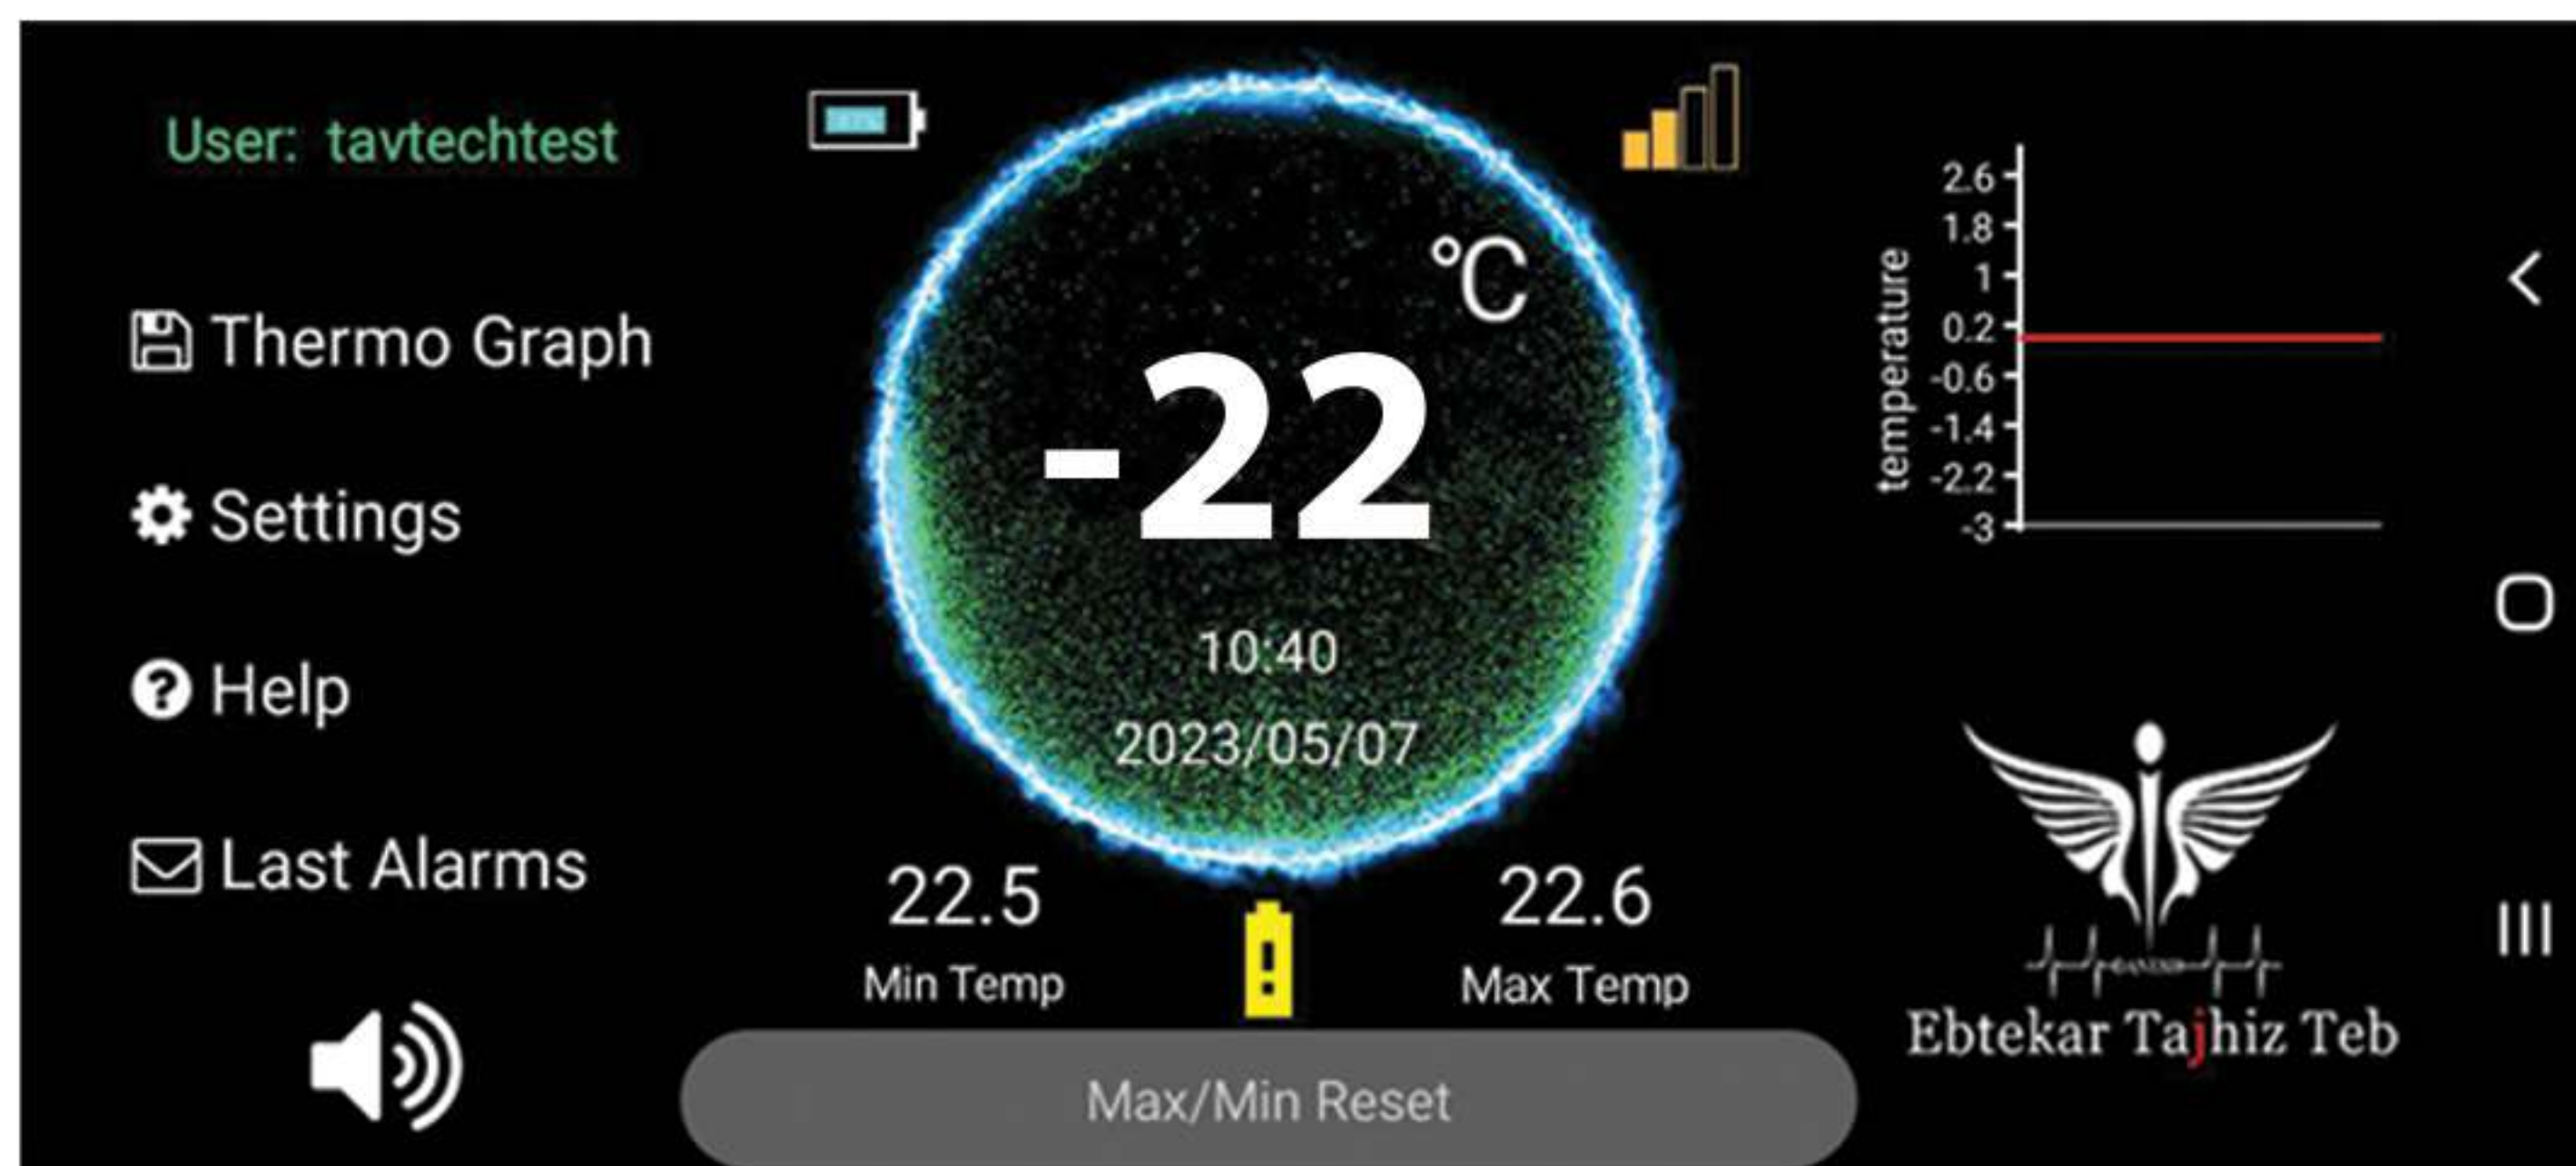 User: tavtechtest
Thermo Graph
Settings
Help
Last Alarms
°C
-22
10:40
2023/05/07
22.5
Min Temp
22.6
Max Temp
Max/Min Reset
temperature
2.6
1.8
1
0.2
-0.6
-1.4
-2.2
-3
Ebtekar Tajhiz Teb